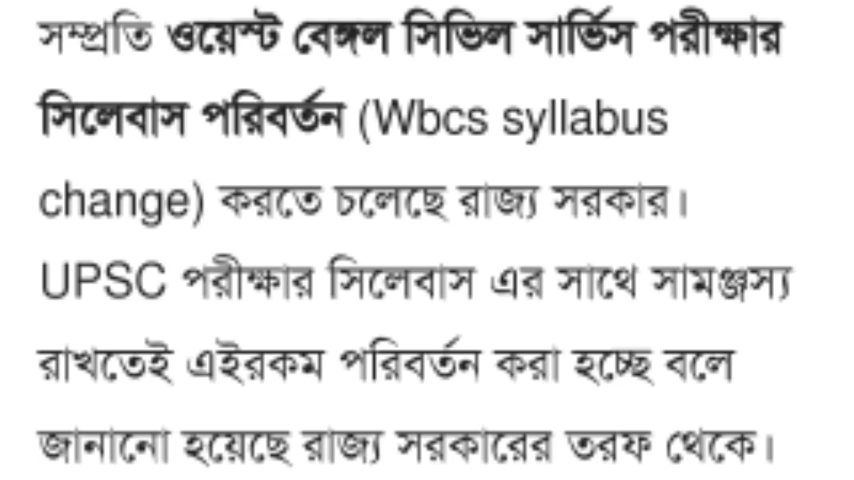 সম্প্রতি ওয়েস্ট বেঙ্গল সিভিল সার্ভিস পরীক্ষার
সিলেবাস পরিবর্তন (Wbcs syllabus
change) করতে চলেছে রাজ্য সরকার।
UPSC পরীক্ষার সিলেবাস এর সাথে সামঞ্জস্য
রাখতেই এইরকম পরিবর্তন করা হচ্ছে বলে
জানানো হয়েছে রাজ্য সরকারের তরফ থেকে।